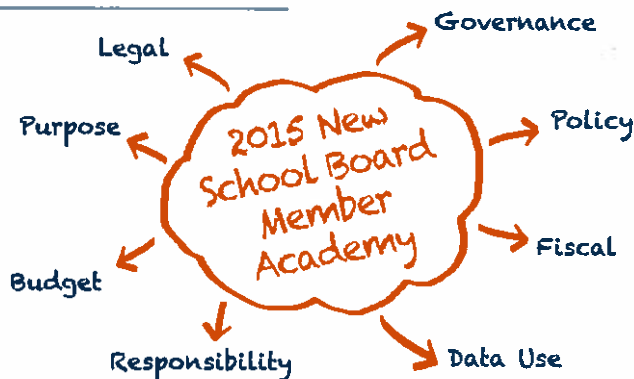 Governance
Legal
Purpose
Policy
2015 New
School Board
Member
Academy
Fiscal
Budget
Responsibility
Data Use